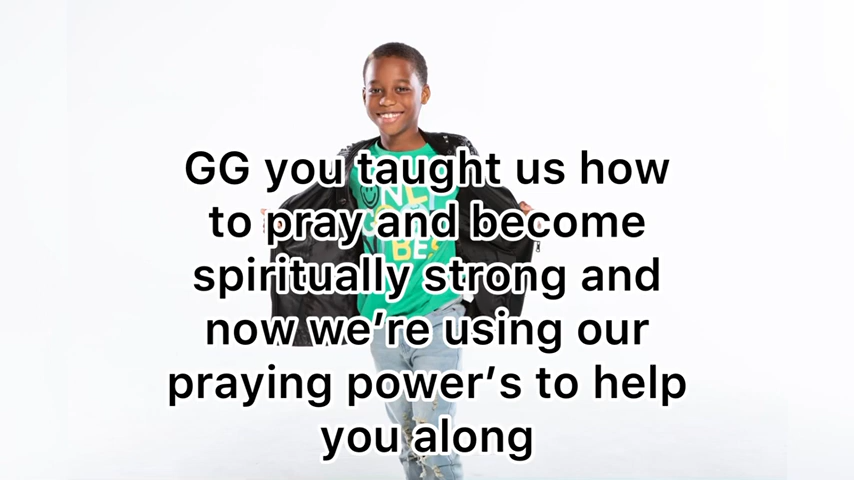 GG you taught us how
to pray and become
spiritually strong and
now we’re using our
praying power’s to help
you along